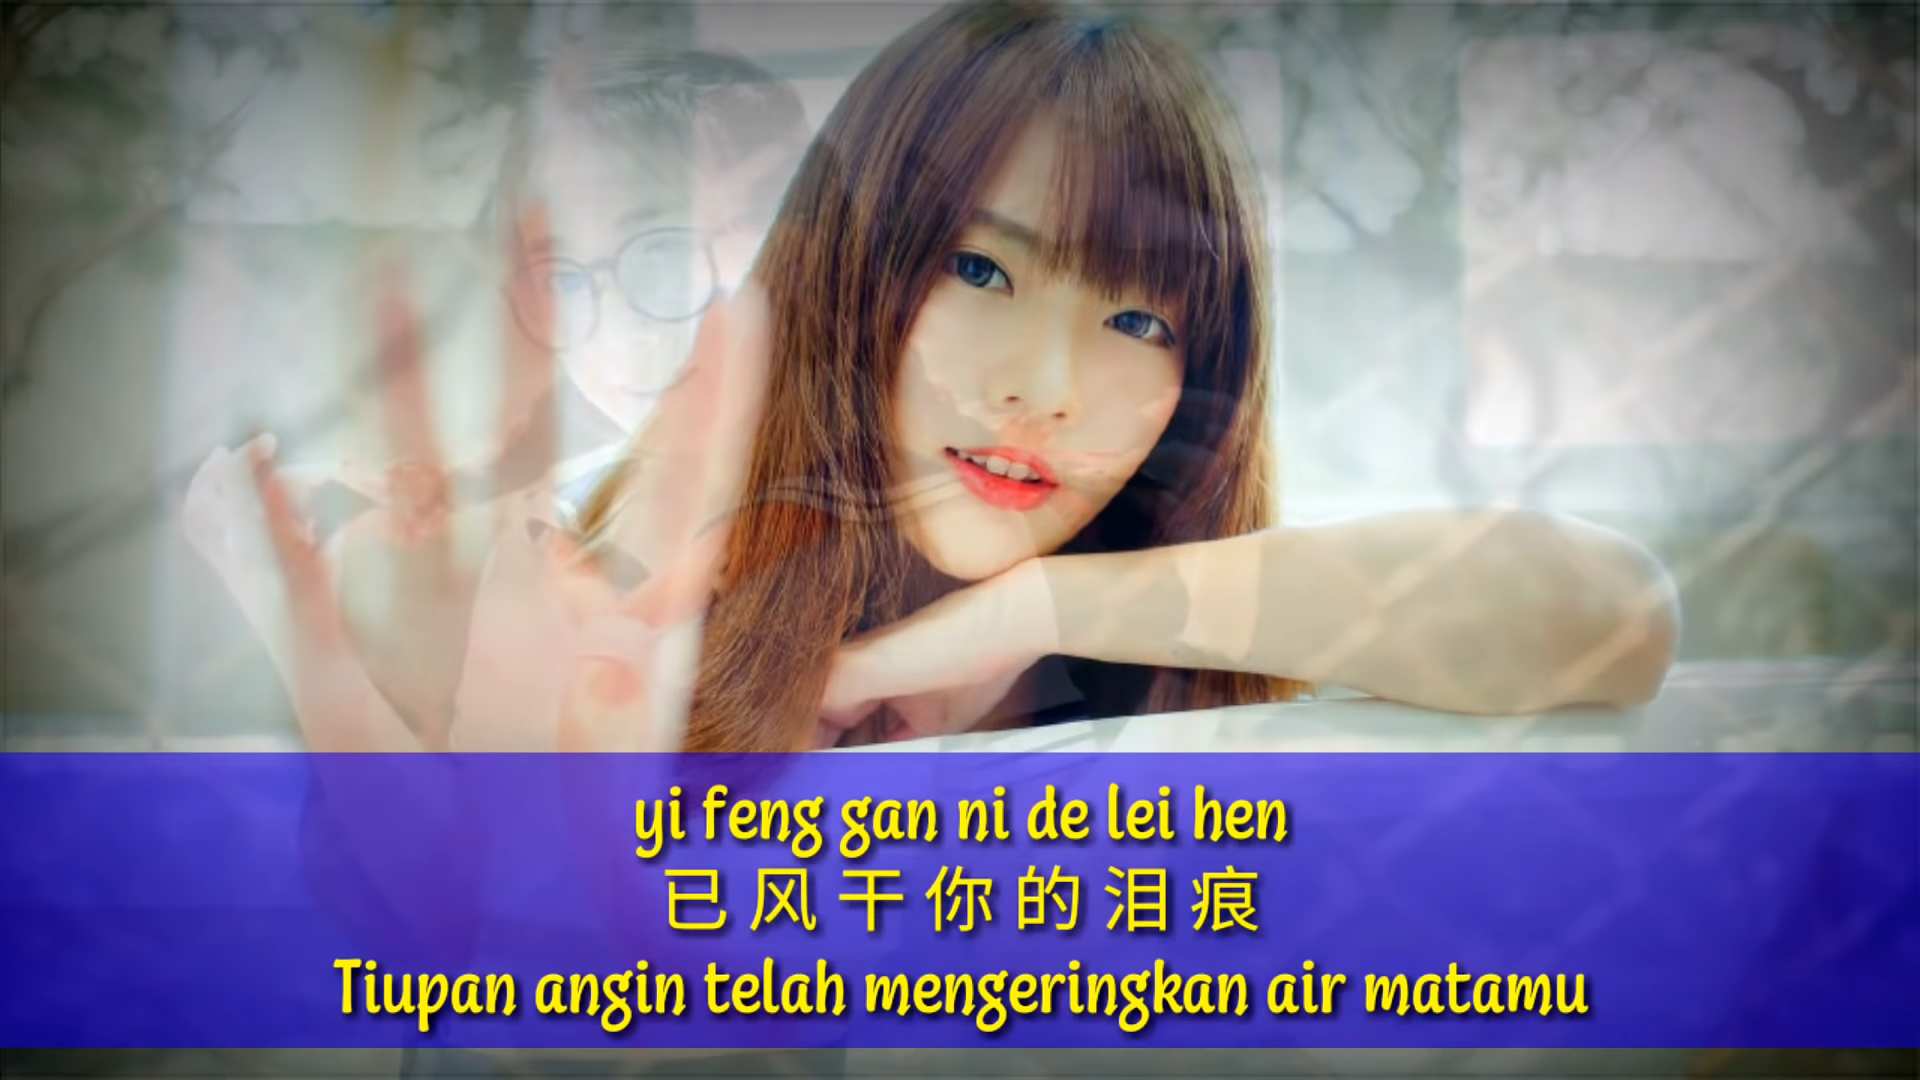 yi feng gan ni de lei hen
已风干你的泪痕
Tiupan angin telah mengeringkan air matamu